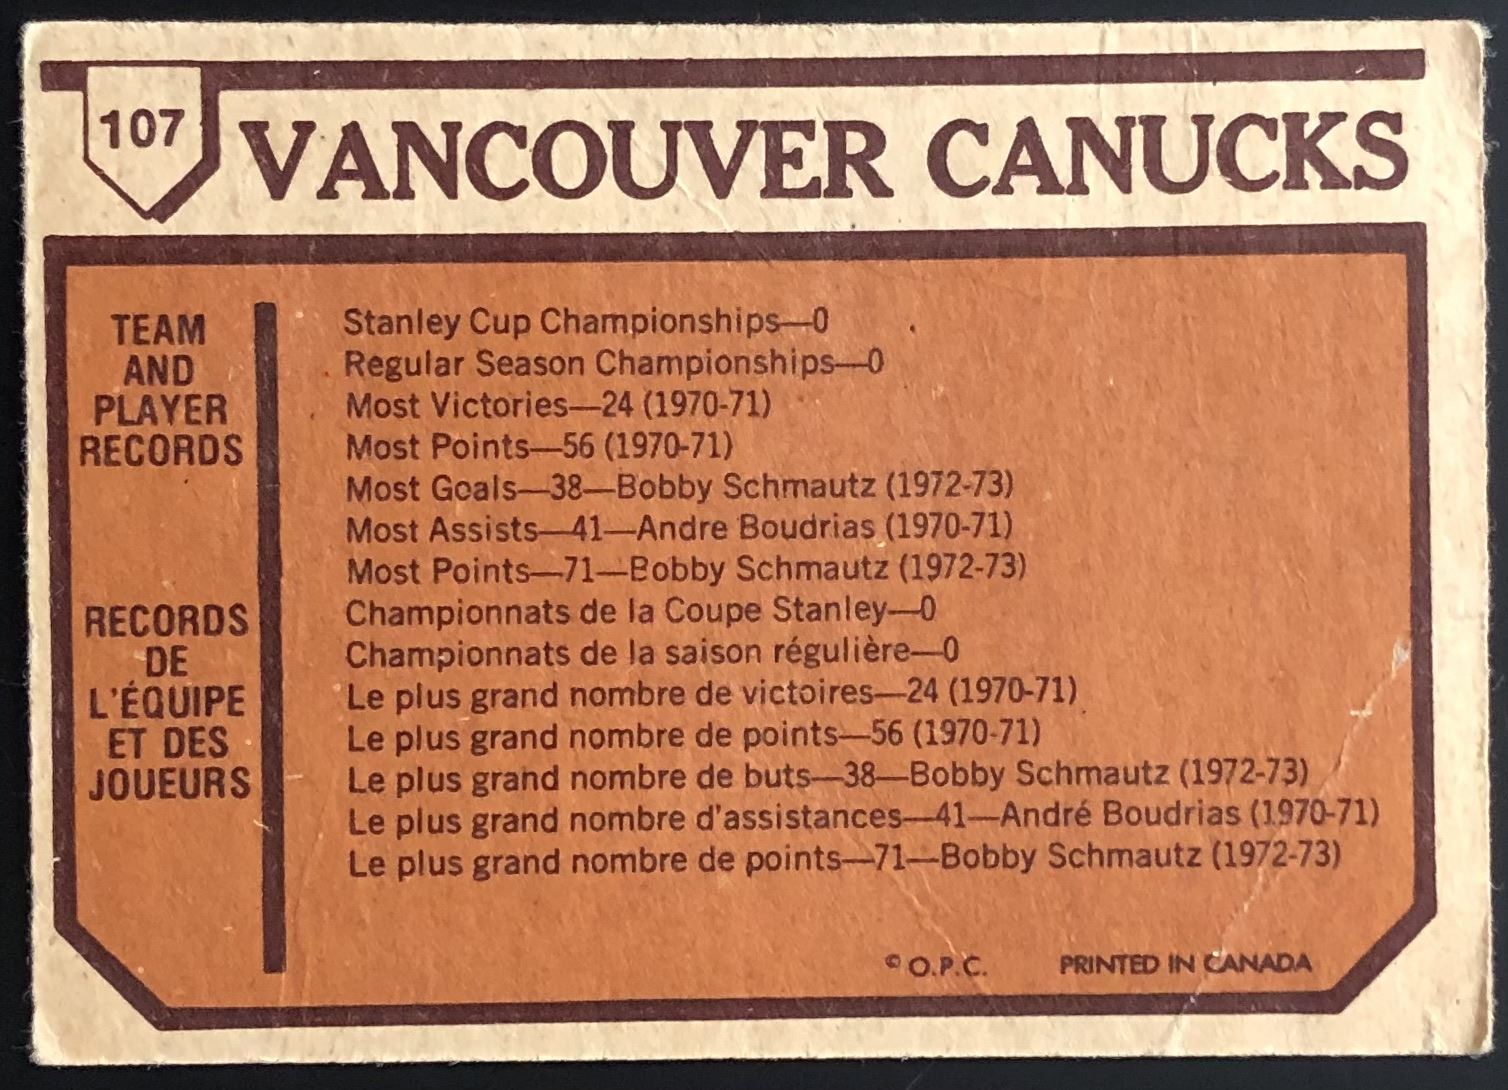 107
VANCOUVER CANUCKS
TEAM
AND
PLAYER
RECORDS
Stanley Cup Championships—0
Regular Season Championships—0
Most Victories—24 (1970-71)
Most Points—56 (1970-71)
Most Goals—38—Bobby Schmautz (1972-73)
Most Assists—41—Andre Boudrias (1970-71)
Most Points—71—Bobby Schmautz (1972-73)
RECORDS
DE
L'ÉQUIPE
ET DES
JOUEURS
Championnats de la Coupe Stanley—0
Championnats de la saison régulière—0
Le plus grand nombre de victoires—24 (1970-71)
Le plus grand nombre de points—56 (1970-71)
Le plus grand nombre de buts—38—Bobby Schmautz (1972-73)
Le plus grand nombre d'assistances—41—André Boudrias (1970-71)
Le plus grand nombre de points—71—Bobby Schmautz (1972-73)
© O.P.C. PRINTED IN CANADA